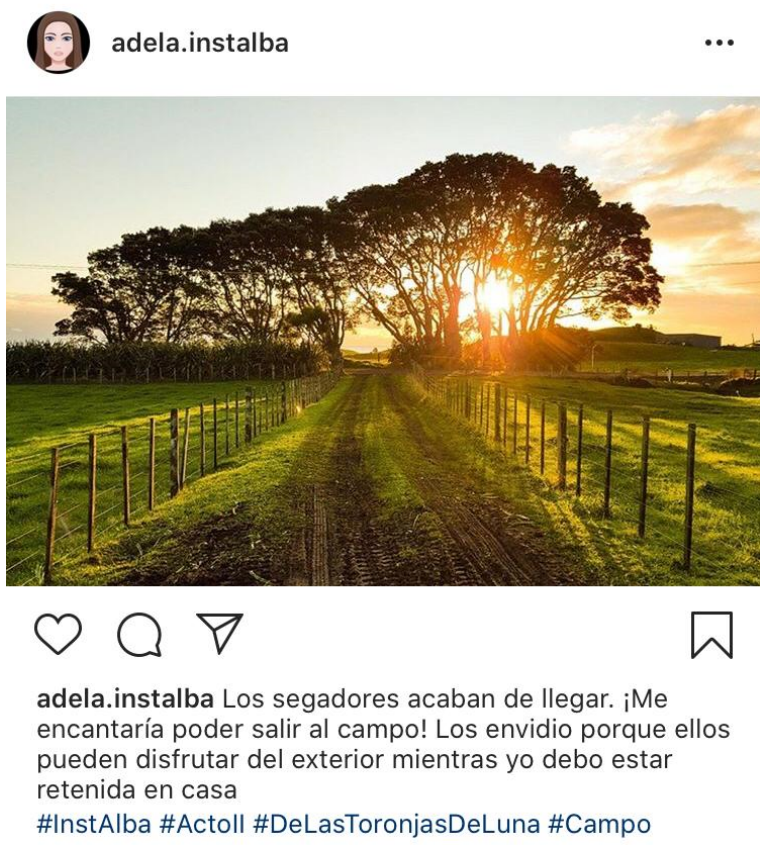 adela.instalba
adela.instalba Los segadores acaban de llegar. ¡Me
encantaría poder salir al campo! Los envidio porque ellos
pueden disfrutar del exterior mientras yo debo estar
retenida en casa
#InstAlba #ActoII #DeLasToronjasDeLuna #Campo